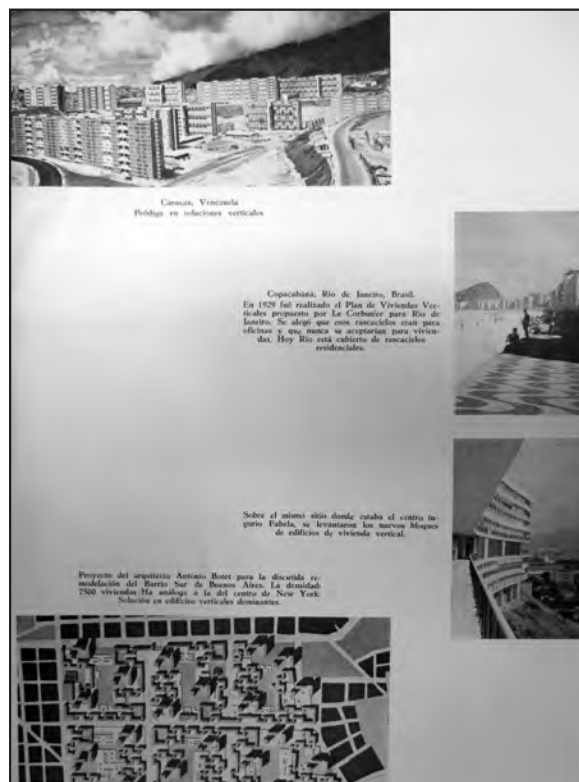 Caracas, Venezuela
Pródiga en soluciones verticales
Copacabana, Rio de Janeiro, Brasil.
En 1929 fué realizado el Plan de Viviendas Ver-
ticales propuesto por Le Corbusier para Rio de
Janeiro. Se alegó que esos rascacielos eran para
oficinas y que nunca se aceptarían para vivien-
das. Hoy Rio está cubierto de rascacielos
residenciales.
Sobre el mismo sitio donde estaba el centro tu-
gurio Fabela, se levantaron los nuevos bloques
de edificios de vivienda vertical.
Proyecto del arquitecto Antonio Botet para la discutida re-
modelación del Barrio Sur de Buenos Aires. La densidad:
2500 viviendas/Ha análoga a la del centro de New York.
Solución en edificios verticales dominantes.